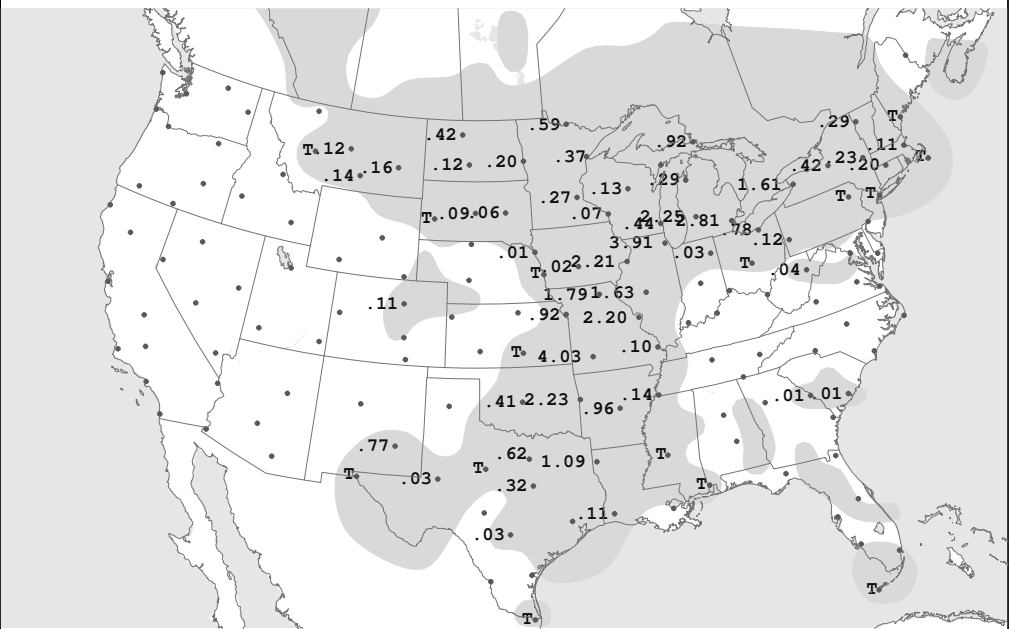 .59
.42
.92
.29
T
T .12
.37
.11
T
.12
.20
.42 .23 .20
.14 .16
.29
1.61
.13
T
T
.27
T .09 .06
.07
.44 2.25 2.81
.78
.12
3.91
.01
.03
T
T .02 2.21
.04
1.79 1.63
.11
.92
2.20
T
4.03
.10
.41 2.23
.96
.14
.01 .01
.77
.62
T
T
1.09
T
.03
.32
T
.11
.03
T
T